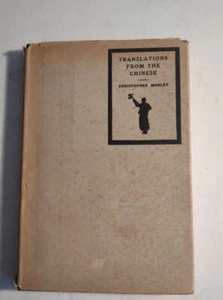 TRANSLATIONS
FROM THE
CHINESE
CHRISTOPHER MORLEY